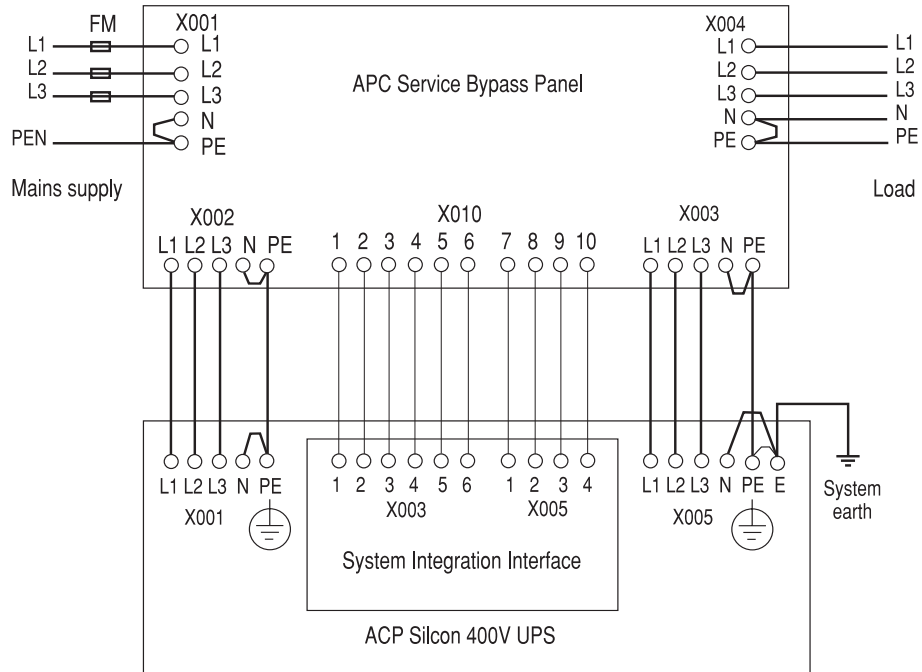 FM X001 X004
L1 L1 L1 L1
L2 L2 L2 L2
L3 L3 APC Service Bypass Panel L3 L3
N N N
PEN PE PE PE
Mains supply Load
X002 X010 X003
L1 L2 L3 N PE 1 2 3 4 5 6 7 8 9 10 L1 L2 L3 N PE
L1 L2 L3 N PE 1 2 3 4 5 6 1 2 3 4 L1 L2 L3 N PE E
X001 X003 X005 X005
System
earth
System Integration Interface
ACP Silcon 400V UPS